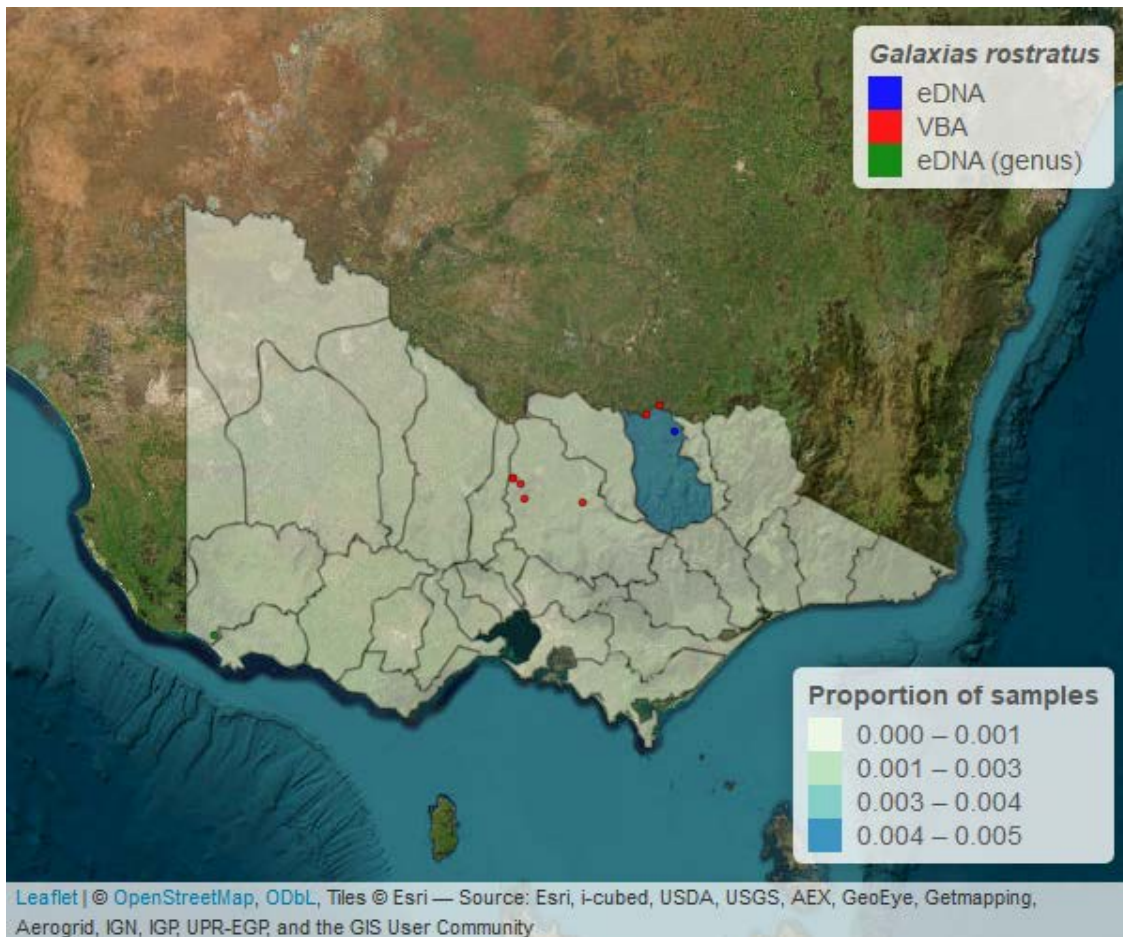 Galaxias rostratus
eDNA
VBA
eDNA (genus)
Proportion of samples
0.000 – 0.001
0.001 – 0.003
0.003 – 0.004
0.004 – 0.005
Leaflet | © OpenStreetMap, ODbL, Tiles © Esri — Source: Esri, i-cubed, USDA, USGS, AEX, GeoEye, Getmapping,
Aerogrid, IGN, IGP, UPR-EGP, and the GIS User Community